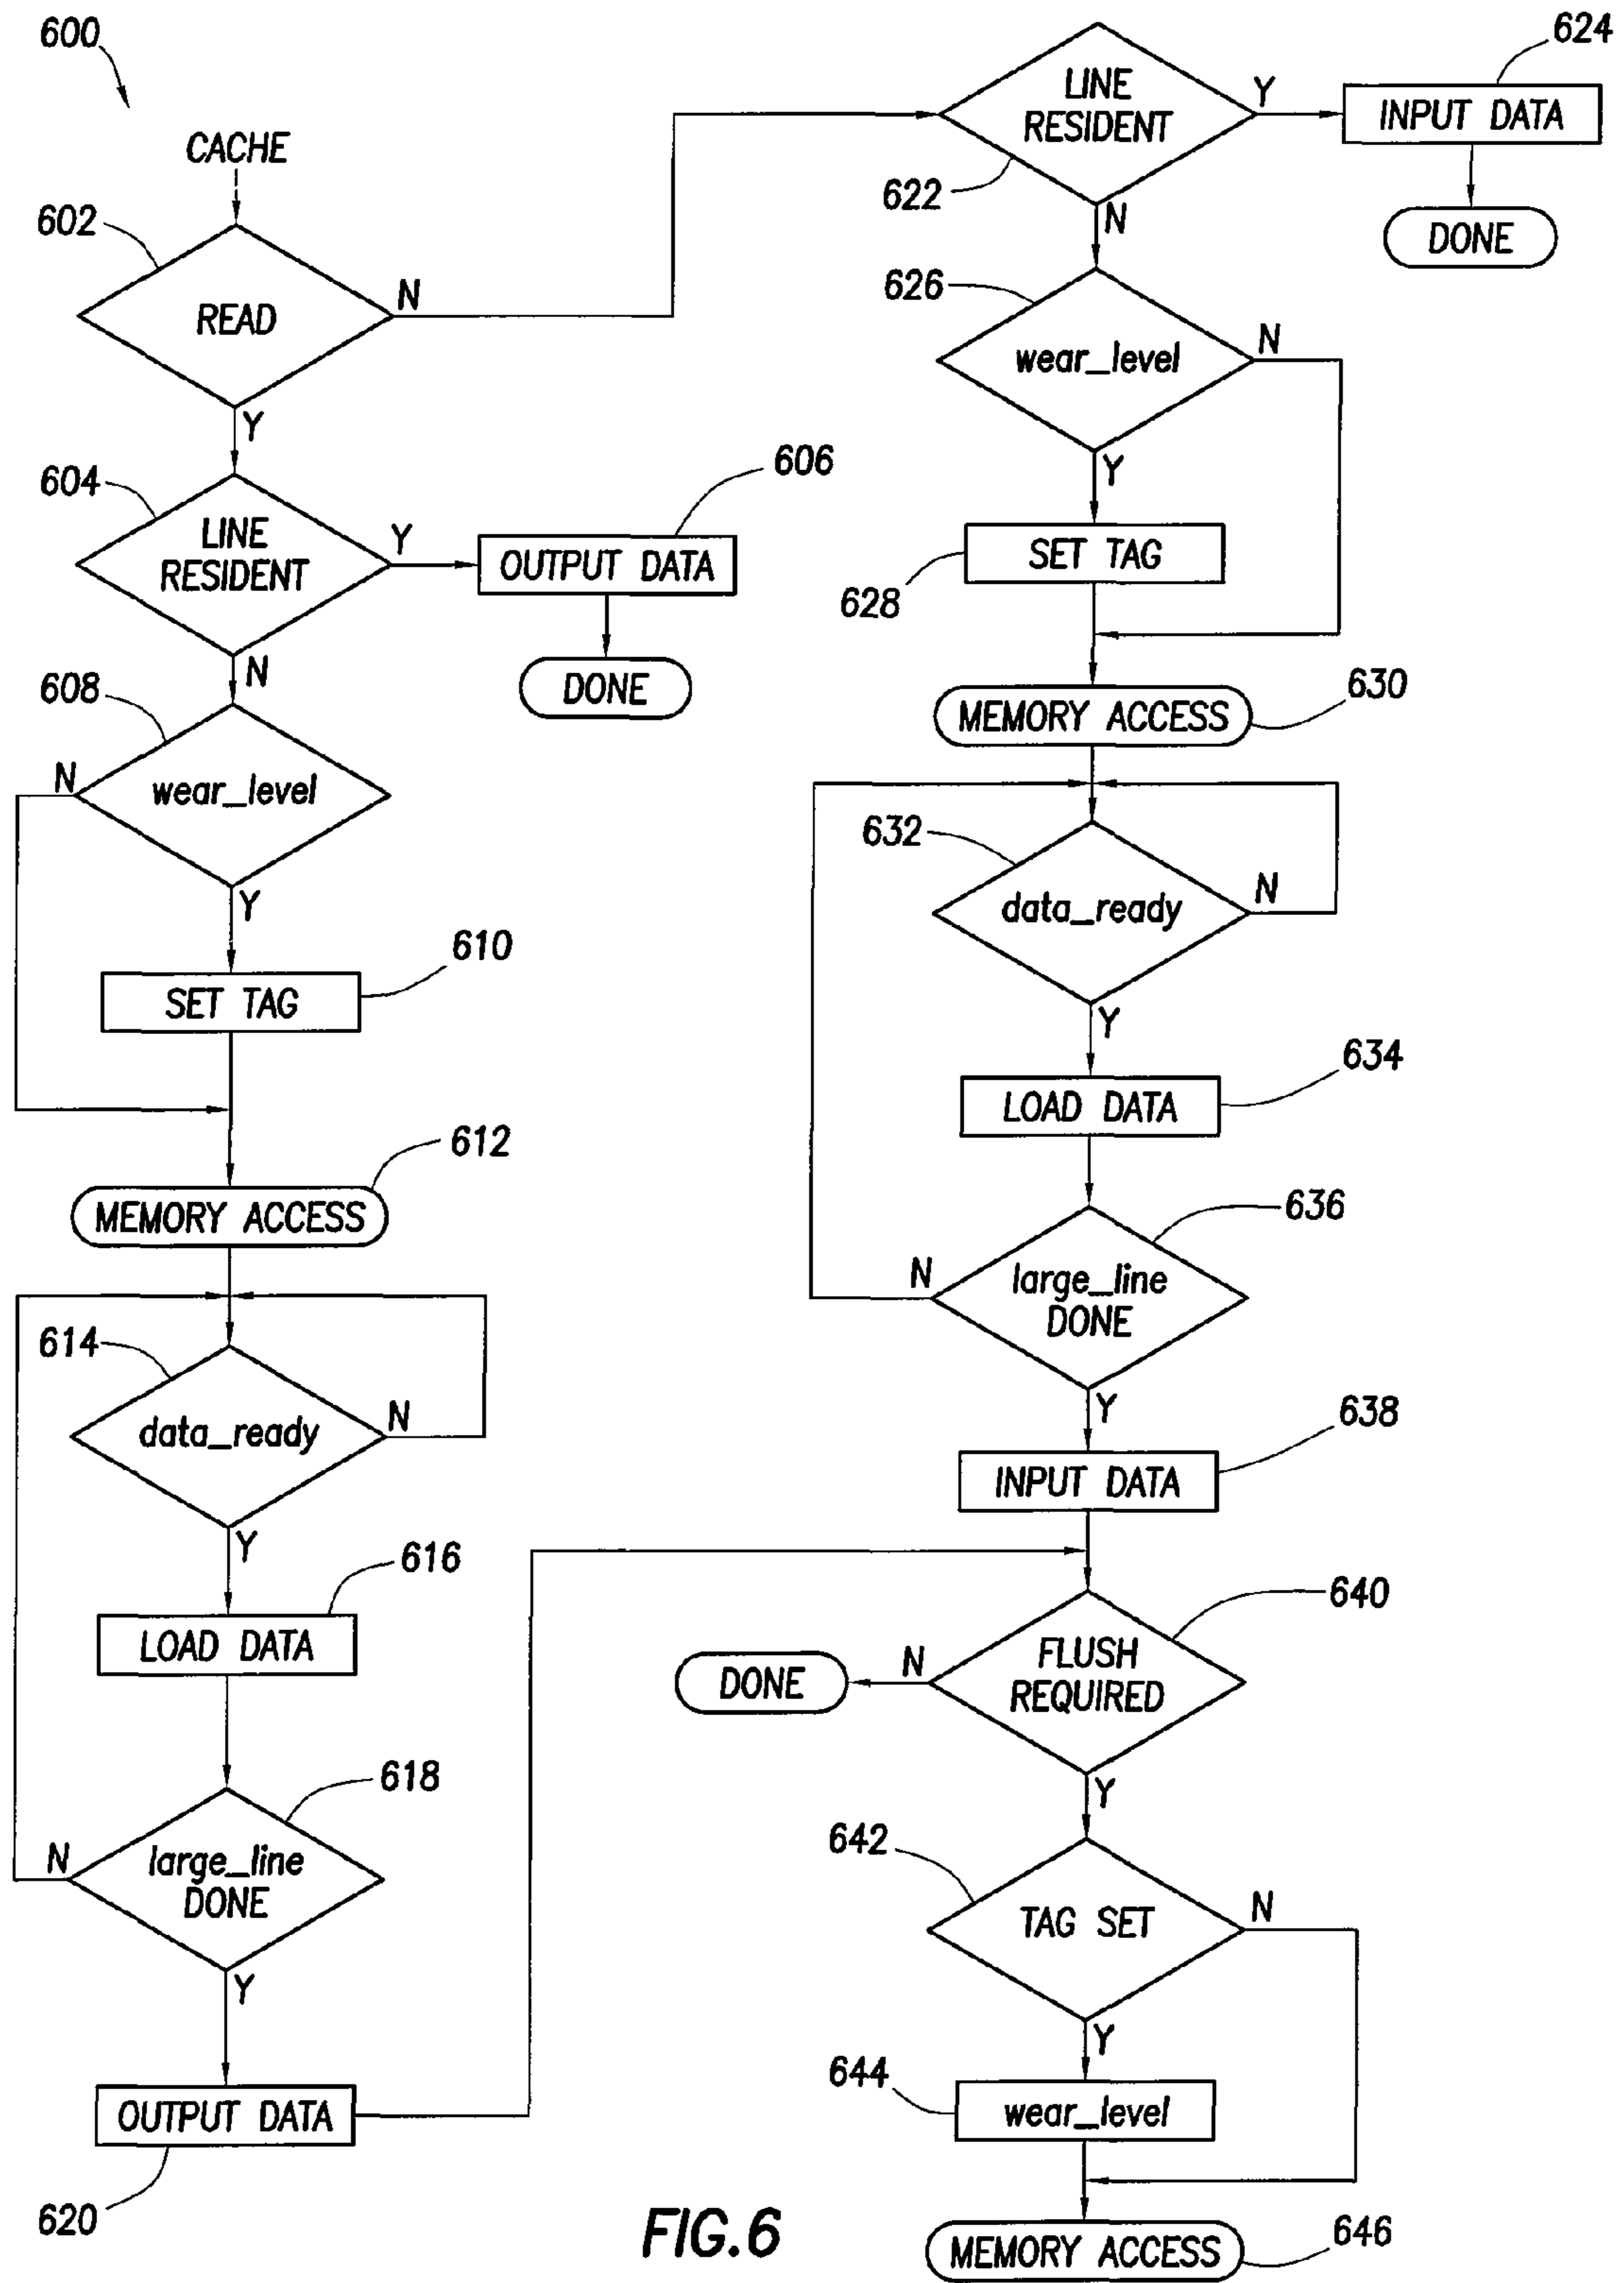 600
CACHE
602
READ
N
Y
604
LINE
RESIDENT
Y
606
OUTPUT DATA
DONE
N
608
wear_level
N
Y
610
SET TAG
612
MEMORY ACCESS
614
data_ready
N
Y
616
LOAD DATA
618
large_line
DONE
N
Y
OUTPUT DATA
620
LINE
RESIDENT
622
Y
624
INPUT DATA
DONE
N
626
wear_level
N
Y
SET TAG
628
MEMORY ACCESS
630
632
data_ready
N
Y
634
LOAD DATA
636
large_line
DONE
N
Y
638
INPUT DATA
640
FLUSH
REQUIRED
N
DONE
Y
642
TAG SET
N
Y
644
wear_level
646
MEMORY ACCESS
FIG.6